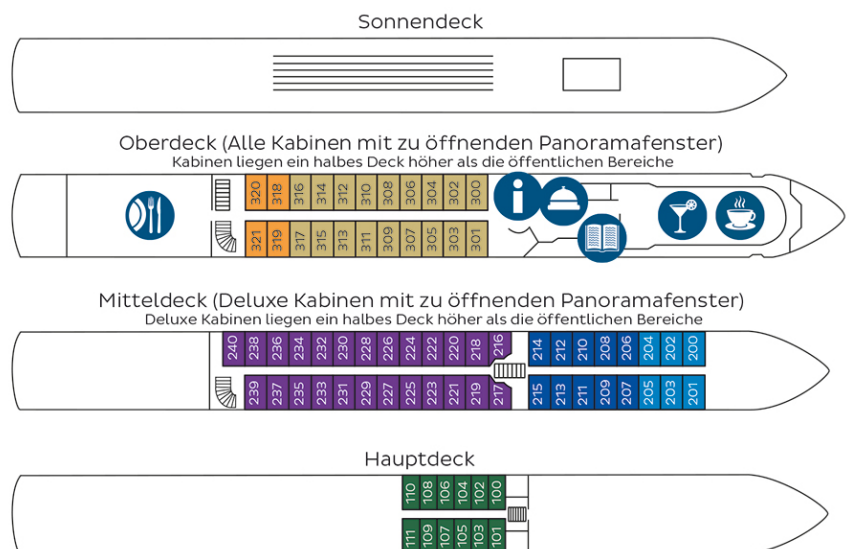 Sonnendeck
Oberdeck (Alle Kabinen mit zu öffnenden Panoramafenster)
Kabinen liegen ein halbes Deck höher als die öffentlichen Bereiche
320 318 316 314 312 310 308 306 304 302 300
321 319 317 315 313 311 309 307 305 303 301
Mitteldeck (Deluxe Kabinen mit zu öffnenden Panoramafenster)
Deluxe Kabinen liegen ein halbes Deck höher als die öffentlichen Bereiche
240 238 236 234 232 230 228 226 224 222 220 218 216 214 212 210 208 206 204 202 200
239 237 235 233 231 229 227 225 223 221 219 217 215 213 211 209 207 205 203 201
Hauptdeck
110 108 106 104 102 100
111 109 107 105 103 101